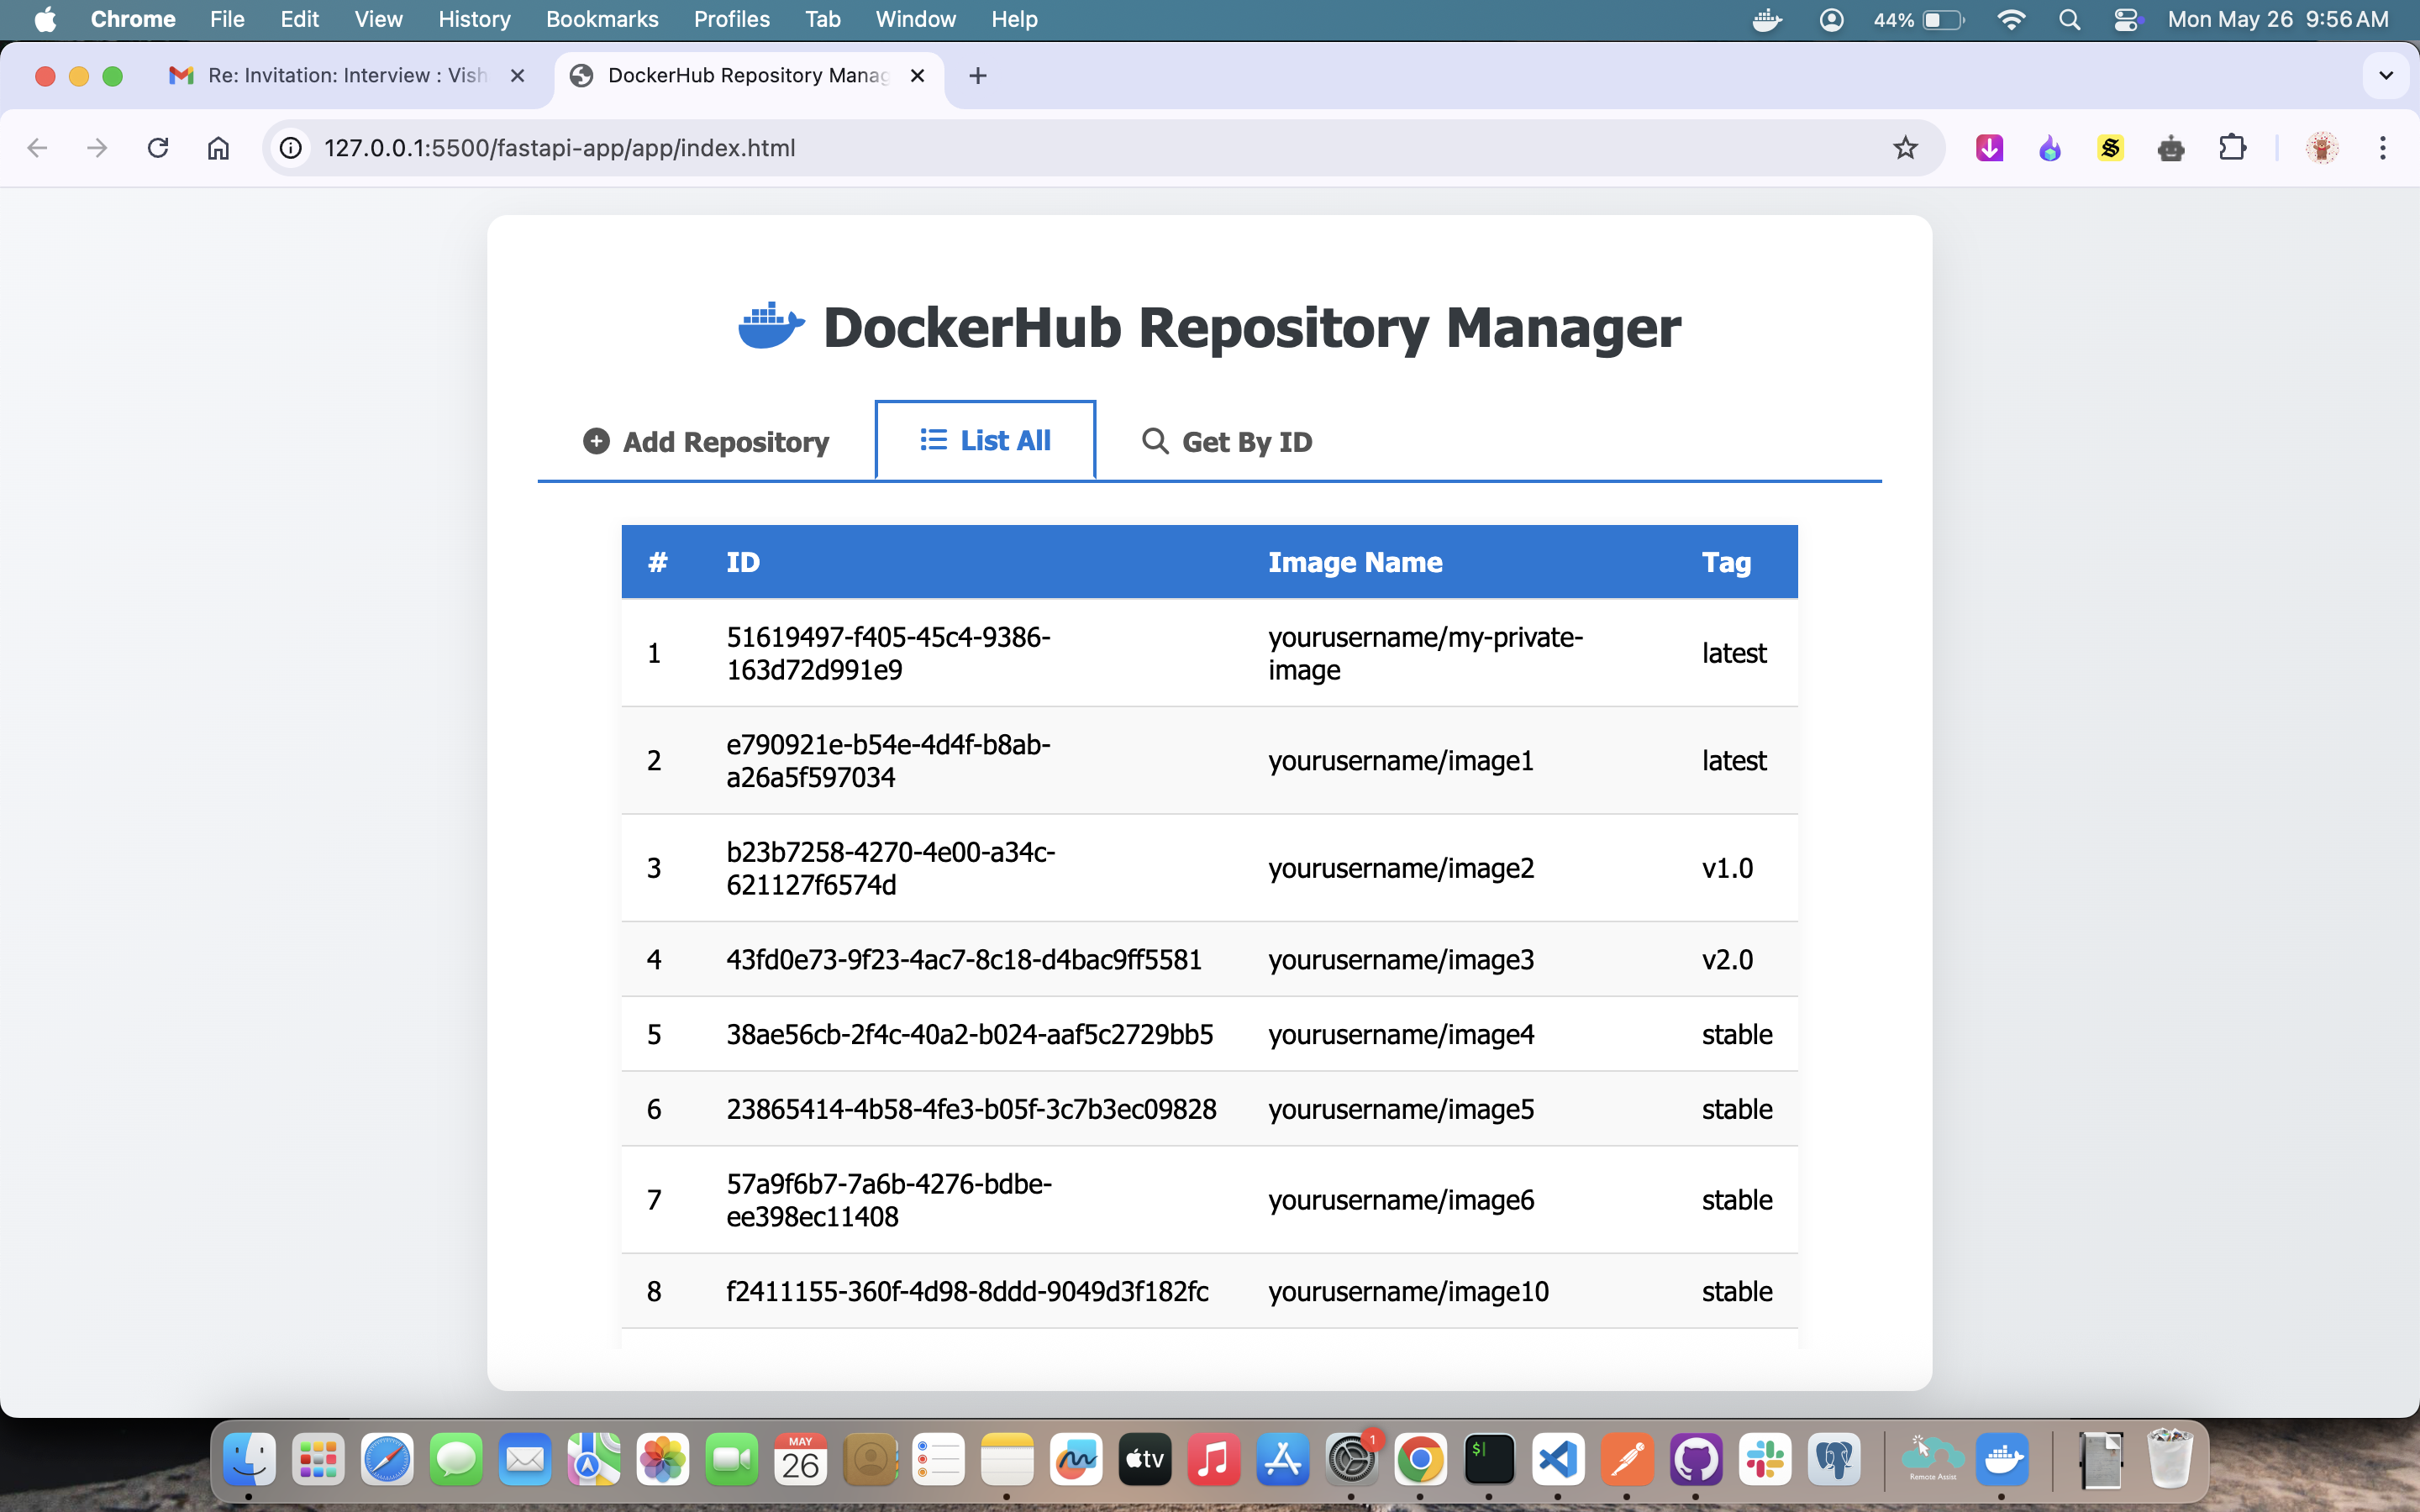 Chrome File Edit View History Bookmarks Profiles Tab Window Help 44% Mon May 26 9:56 AM
Re: Invitation: Interview : Vish
DockerHub Repository Manag
127.0.0.1:5500/fastapi-app/app/index.html
DockerHub Repository Manager
Add Repository
List All
Get By ID
# ID Image Name Tag
1 51619497-f405-45c4-9386-
163d72d991e9
yourusername/my-private-
image
latest
2 e790921e-b54e-4d4f-b8ab-
a26a5f597034
yourusername/image1 latest
3 b23b7258-4270-4e00-a34c-
621127f6574d
yourusername/image2 v1.0
4 43fd0e73-9f23-4ac7-8c18-d4bac9ff5581 yourusername/image3 v2.0
5 38ae56cb-2f4c-40a2-b024-aaf5c2729bb5 yourusername/image4 stable
6 23865414-4b58-4fe3-b05f-3c7b3ec09828 yourusername/image5 stable
7 57a9f6b7-7a6b-4276-bdbe-
ee398ec11408
yourusername/image6 stable
8 f2411155-360f-4d98-8ddd-9049d3f182fc yourusername/image10 stable
MAY
26
tv
1
$
Remote Assist